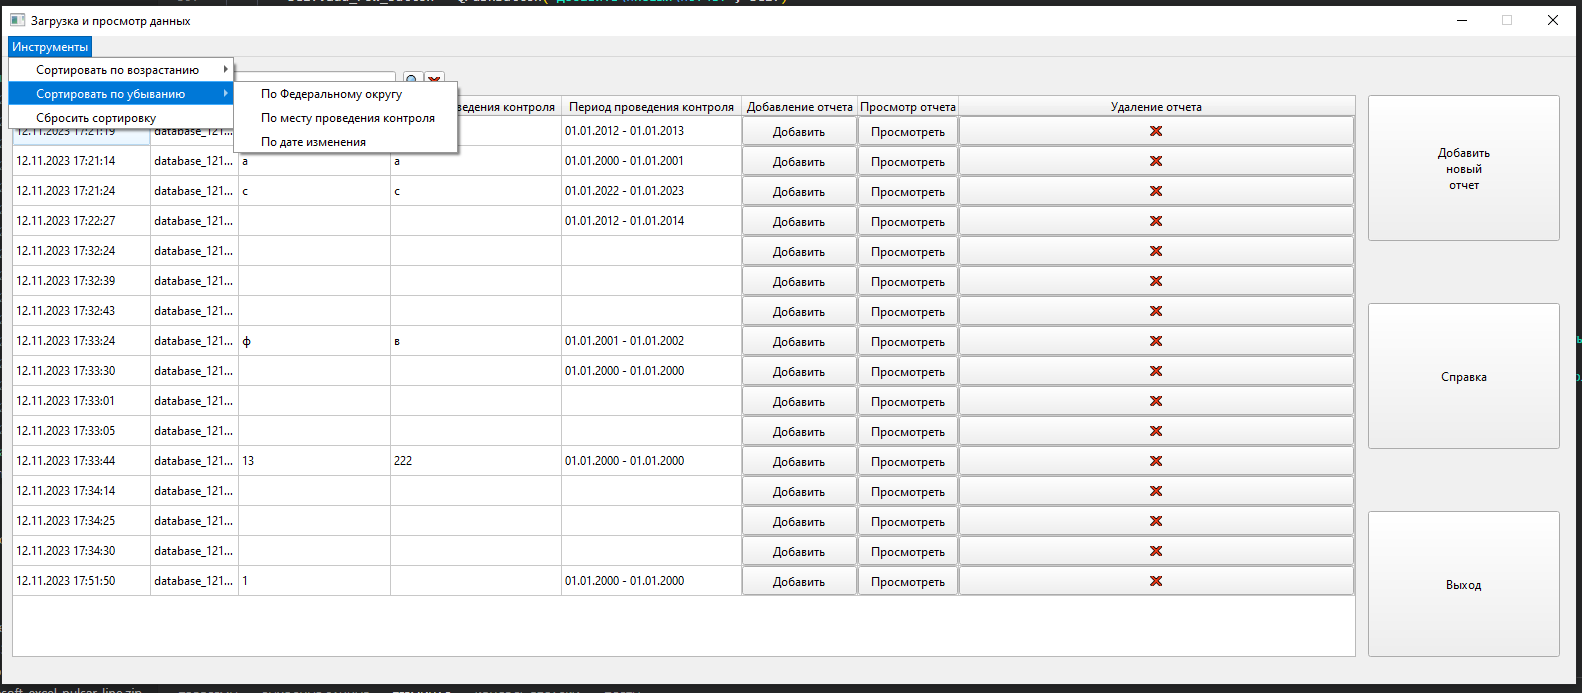 Загрузка и просмотр данных
Инструменты
Сортировать по возрастанию
Сортировать по убыванию
Сбросить сортировку
По Федеральному округу
По месту проведения контроля
По дате изменения
контроля Период проведения контроля Добавление отчета Просмотр отчета Удаление отчета
12.11.2023 17:21:19 database_121... 01.01.2012 - 01.01.2013 Добавить Просмотреть
12.11.2023 17:21:14 database_121... а а 01.01.2000 - 01.01.2001 Добавить Просмотреть
12.11.2023 17:21:24 database_121... с с 01.01.2022 - 01.01.2023 Добавить Просмотреть
12.11.2023 17:22:27 database_121... 01.01.2012 - 01.01.2014 Добавить Просмотреть
12.11.2023 17:32:24 database_121... Добавить Просмотреть
12.11.2023 17:32:39 database_121... Добавить Просмотреть
12.11.2023 17:32:43 database_121... Добавить Просмотреть
12.11.2023 17:33:24 database_121... ф в 01.01.2001 - 01.01.2002 Добавить Просмотреть
12.11.2023 17:33:30 database_121... 01.01.2000 - 01.01.2000 Добавить Просмотреть
12.11.2023 17:33:01 database_121... Добавить Просмотреть
12.11.2023 17:33:05 database_121... Добавить Просмотреть
12.11.2023 17:33:44 database_121... 13 222 01.01.2000 - 01.01.2000 Добавить Просмотреть
12.11.2023 17:34:14 database_121... Добавить Просмотреть
12.11.2023 17:34:25 database_121... Добавить Просмотреть
12.11.2023 17:34:30 database_121... Добавить Просмотреть
12.11.2023 17:51:50 database_121... 1 01.01.2000 - 01.01.2000 Добавить Просмотреть
Добавить
новый
отчет
Справка
Выход